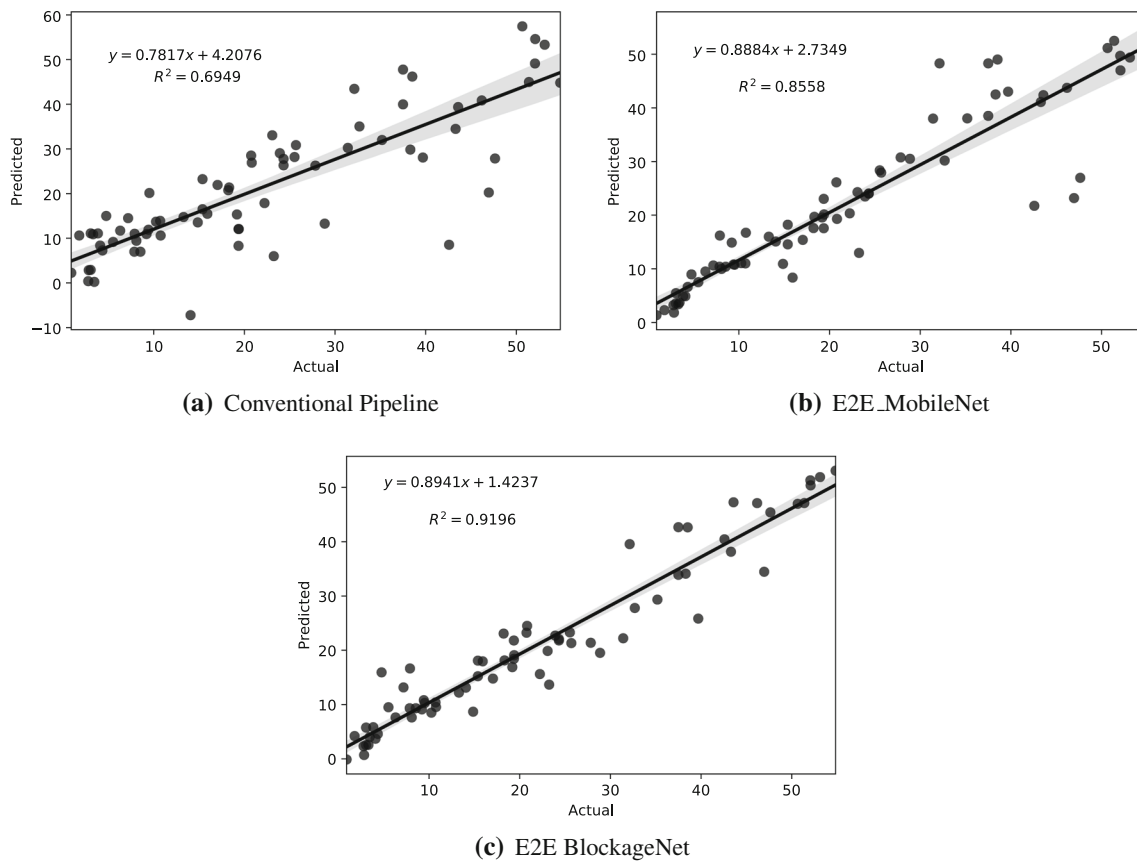 60
50
40
30
20
10
0
−10
Predicted
y = 0.7817x + 4.2076
R² = 0.6949
10 20 30 40 50
Actual
(a) Conventional Pipeline
50
40
30
20
10
0
Predicted
y = 0.8884x + 2.7349
R² = 0.8558
10 20 30 40 50
Actual
(b) E2E_MobileNet
50
40
30
20
10
0
Predicted
y = 0.8941x + 1.4237
R² = 0.9196
10 20 30 40 50
Actual
(c) E2E BlockageNet